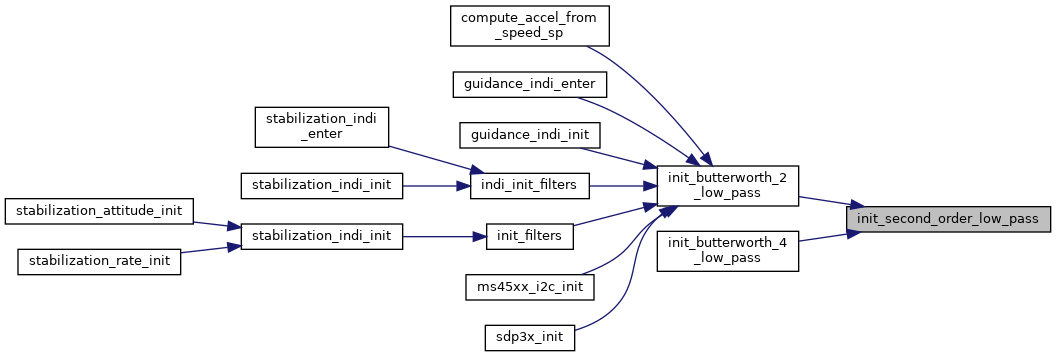 compute_accel_from
_speed_sp
guidance_indi_enter
stabilization_indi
_enter
guidance_indi_init
stabilization_indi_init
indi_init_filters
init_butterworth_2
_low_pass
stabilization_attitude_init
init_second_order_low_pass
stabilization_indi_init
init_filters
init_butterworth_4
_low_pass
stabilization_rate_init
ms45xx_i2c_init
sdp3x_init